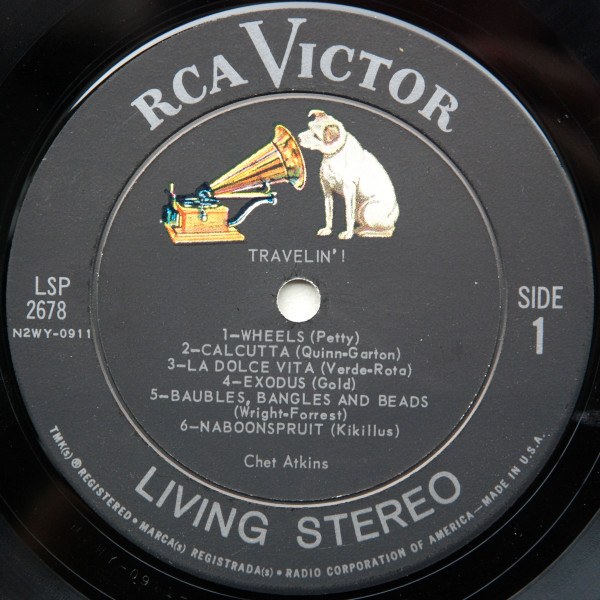 RCA VICTOR
TRAVELIN'!
LSP
2678
N2WY-0911
SIDE
1
1—WHEELS (Petty)
2—CALCUTTA (Quinn-Garton)
3—LA DOLCE VITA (Verde-Rota)
4—EXODUS (Gold)
5—BAUBLES, BANGLES AND BEADS
(Wright-Forrest)
6—NABOONSPRUIT (Kikillus)
Chet Atkins
LIVING STEREO
TMK(s) ® REGISTERED • MARCA(s) REGISTRADA(s) • RADIO CORPORATION OF AMERICA—MADE IN U.S.A.